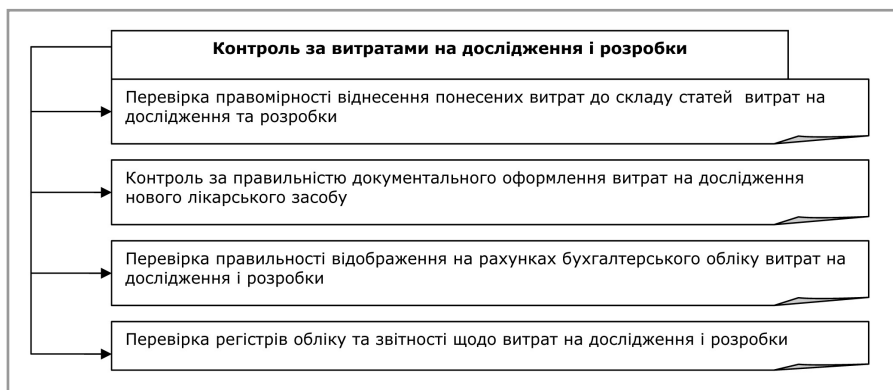 Контроль за витратами на дослідження і розробки
Перевірка правомірності віднесення понесених витрат до складу статей витрат на
дослідження та розробки
Контроль за правильністю документального оформлення витрат на дослідження
нового лікарського засобу
Перевірка правильності відображення на рахунках бухгалтерського обліку витрат на
дослідження і розробки
Перевірка регістрів обліку та звітності щодо витрат на дослідження і розробки